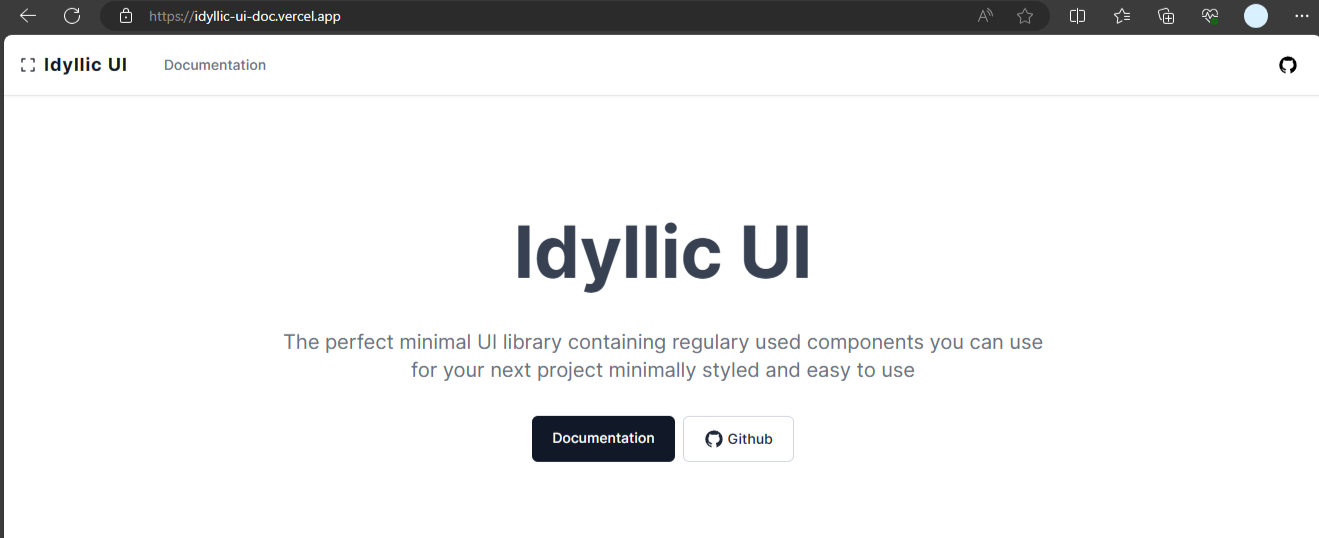 https://idyllic-ui-doc.vercel.app
Idyllic UI
Documentation
Idyllic UI
The perfect minimal UI library containing regulary used components you can use
for your next project minimally styled and easy to use
Documentation
Github